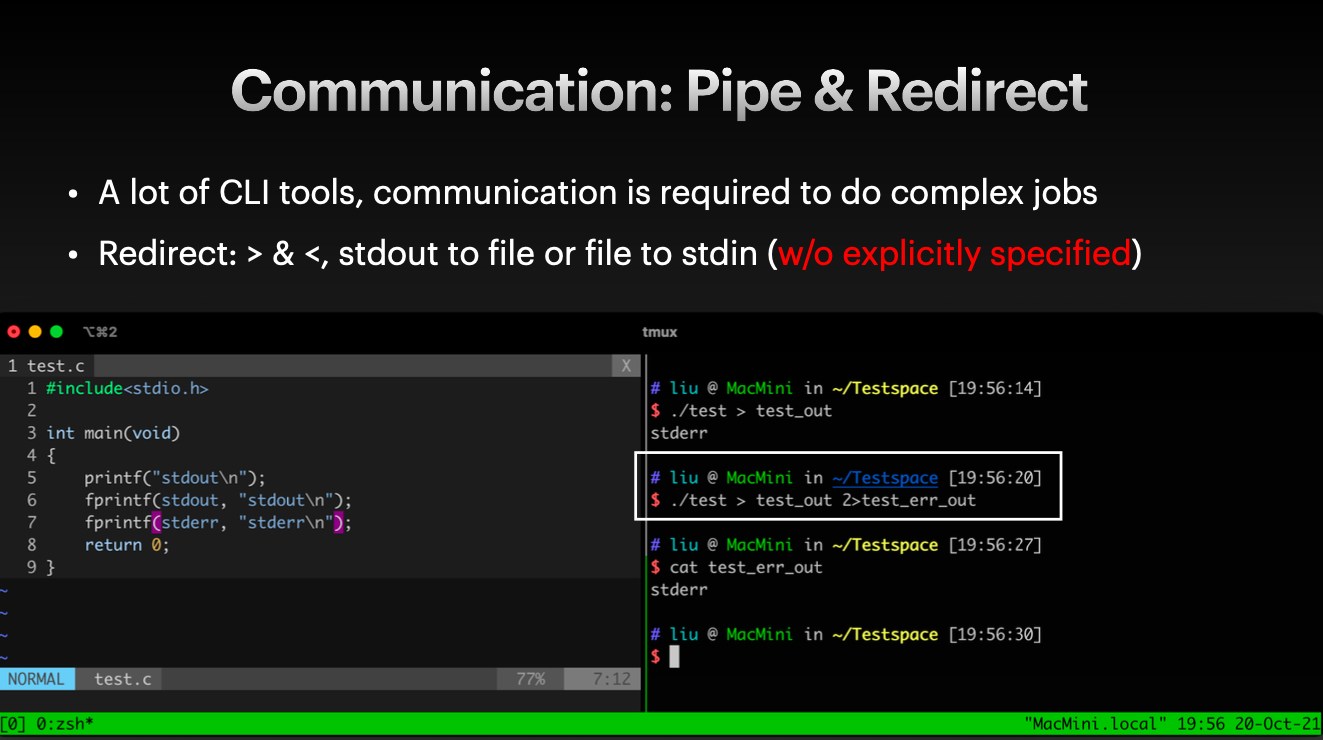 Communication: Pipe & Redirect
• A lot of CLI tools, communication is required to do complex jobs
• Redirect: > & <, stdout to file or file to stdin (w/o explicitly specified)
⌥⌘2
tmux
1 test.c
X
1 #include<stdio.h>
2
3 int main(void)
4 {
5     printf("stdout\n");
6     fprintf(stdout, "stdout\n");
7     fprintf(stderr, "stderr\n");
8     return 0;
9 }
~
~
~
~
NORMAL test.c 77% 7:12
# liu @ MacMini in ~/Testspace [19:56:14]
$ ./test > test_out
stderr
# liu @ MacMini in ~/Testspace [19:56:20]
$ ./test > test_out 2>test_err_out
# liu @ MacMini in ~/Testspace [19:56:27]
$ cat test_err_out
stderr
# liu @ MacMini in ~/Testspace [19:56:30]
$
[0] 0:zsh* "MacMini.local" 19:56 20-Oct-21